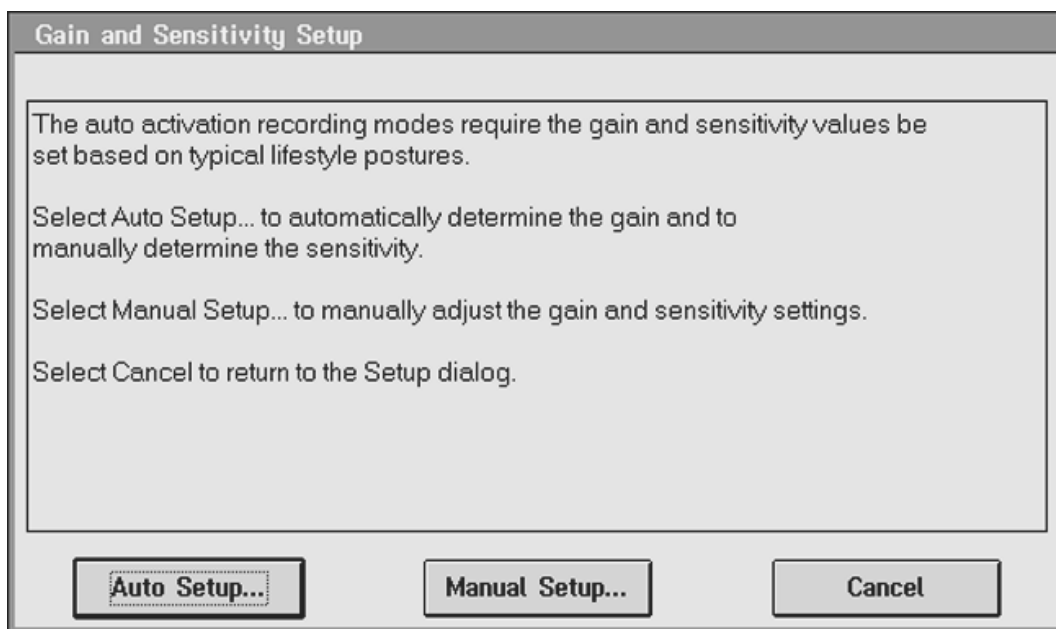 Gain and Sensitivity Setup
The auto activation recording modes require the gain and sensitivity values be
set based on typical lifestyle postures.
Select Auto Setup... to automatically determine the gain and to
manually determine the sensitivity.
Select Manual Setup... to manually adjust the gain and sensitivity settings.
Select Cancel to return to the Setup dialog.
Auto Setup... Manual Setup... Cancel